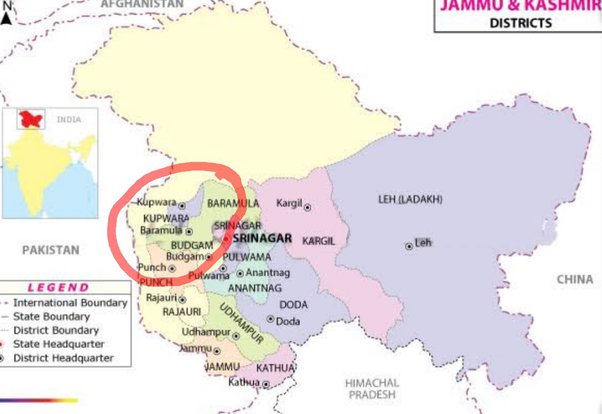 N
AFGHANISTAN
JAMMU & KASHMIR
DISTRICTS
INDIA
Kupwara
KUPWARA
BARAMULA
Baramula
SRINAGAR
SRINAGAR
BUDGAM
Budgam
PULWAMA
Pulwama
Punch
PUNCH
Anantnag
ANANTNAG
Kargil
KARGIL
LEH (LADAKH)
Leh
PAKISTAN
CHINA
Rajauri
RAJAURI
DODA
Doda
UDHAMPUR
Udhampur
Jammu
JAMMU
KATHUA
Kathua
HIMACHAL
PRADESH
LEGEND
International Boundary
State Boundary
District Boundary
State Headquarter
District Headquarter